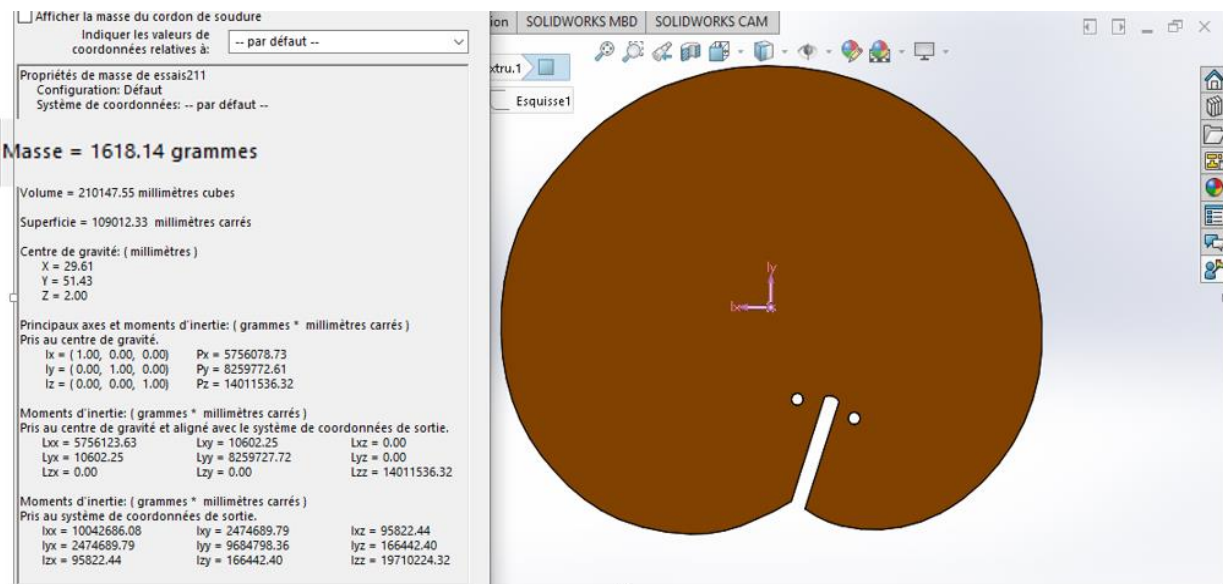 Afficher la masse du cordon de soudure
Indiquer les valeurs de
coordonnées relatives à:
-- par défaut --
Propriétés de masse de essais211
Configuration: Défaut
Système de coordonnées: -- par défaut --
Masse = 1618.14 grammes
Volume = 210147.55 millimètres cubes
Superficie = 109012.33 millimètres carrés
Centre de gravité: ( millimètres )
X = 29.61
Y = 51.43
Z = 2.00
Principaux axes et moments d'inertie: ( grammes * millimètres carrés )
Pris au centre de gravité.
Ix = ( 1.00, 0.00, 0.00) Px = 5756078.73
Iy = ( 0.00, 1.00, 0.00) Py = 8259772.61
Iz = ( 0.00, 0.00, 1.00) Pz = 14011536.32
Moments d'inertie: ( grammes * millimètres carrés )
Pris au centre de gravité et aligné avec le système de coordonnées de sortie.
Lxx = 5756123.63 Lxy = 10602.25 Lxz = 0.00
Lyx = 10602.25 Lyy = 8259727.72 Lyz = 0.00
Lzx = 0.00 Lzy = 0.00 Lzz = 14011536.32
Moments d'inertie: ( grammes * millimètres carrés )
Pris au système de coordonnées de sortie.
Ixx = 10042686.08 Ixy = 2474689.79 Ixz = 95822.44
Iyx = 2474689.79 Iyy = 9684798.36 Iyz = 166442.40
Izx = 95822.44 Izy = 166442.40 Izz = 19710224.32
ion SOLIDWORKS MBD SOLIDWORKS CAM
xtru.1
Esquisse1
Iy
Ix